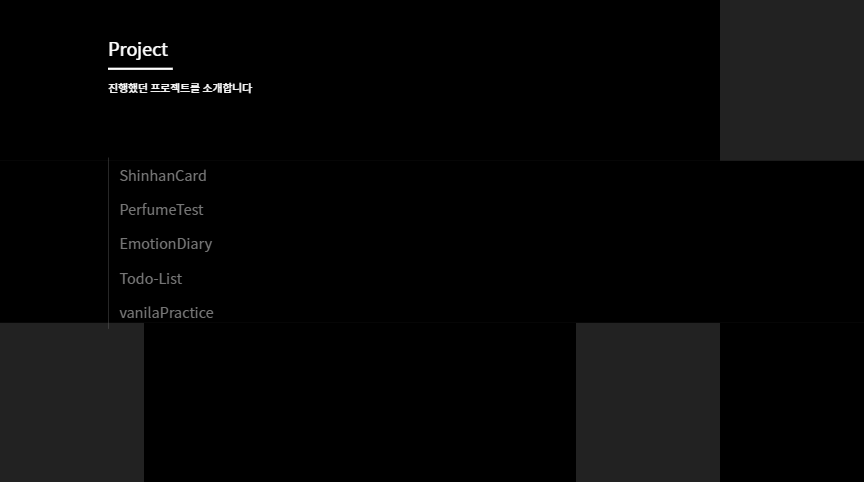 Project
진행했던 프로젝트를 소개합니다
ShinhanCard
PerfumeTest
EmotionDiary
Todo-List
vanilaPractice